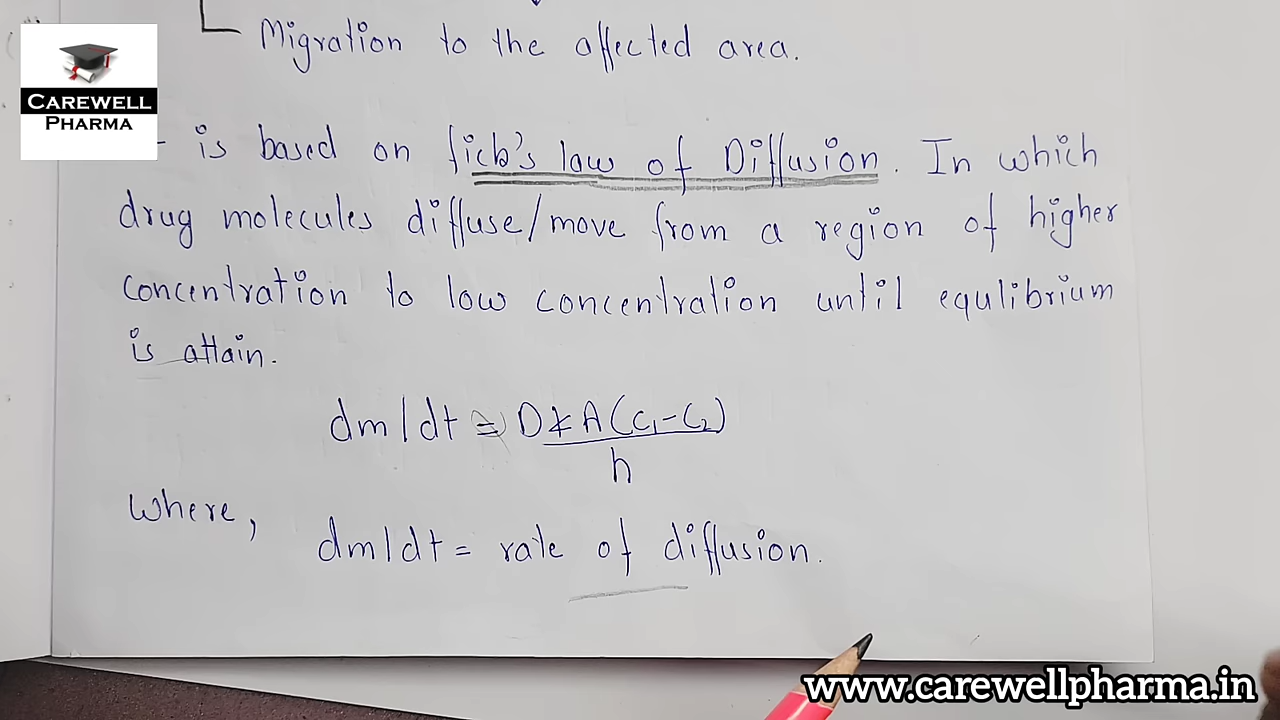 Migration to the affected area.
CAREWELL
PHARMA
is based on fick's law of Diffusion. In which
drug molecules diffuse/move from a region of higher
concentration to low concentration until equlibrium
is attain.
dm/dt = D*A(C₁-C₂)
h
Where,
dm/dt = rate of diffusion.
www.carewellpharma.in